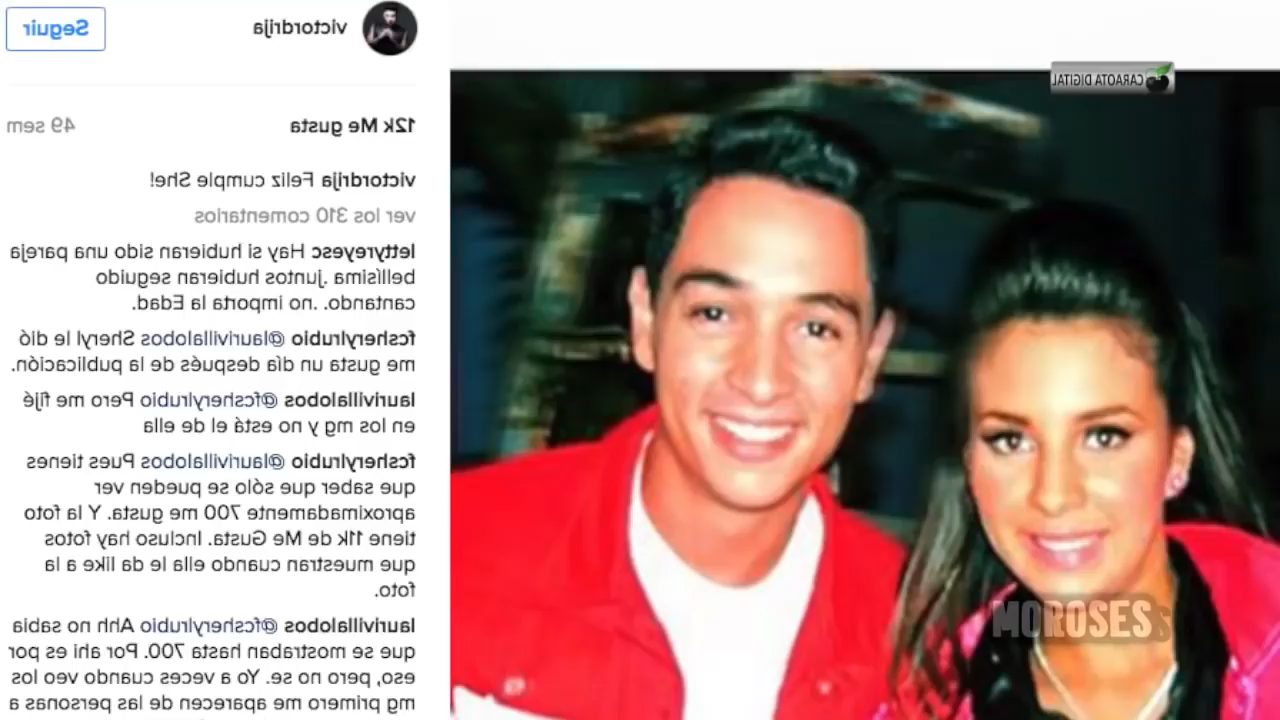 victordrija
Seguir
12k Me gusta
49 sem
victordrija Feliz cumple She!
ver los 310 comentarios
lettyreyesc Hay si hubieran sido una pareja
bellísima .juntos hubieran seguido
cantando. .no importa la Edad.
fcsherylrubio @laurivillalobos Sheryl le dió
me gusta un día después de la publicación.
laurivillalobos @fcsherylrubio Pero me fijé
en los mg y no está el de ella
fcsherylrubio @laurivillalobos Pues tienes
que saber que sólo se pueden ver
aproximadamente 700 me gusta. Y la foto
tiene 11k de Me Gusta. Incluso hay fotos
que muestran cuando ella le da like a la
foto.
laurivillalobos @fcsherylrubio Ahh no sabia
que se mostraban hasta 700. Por ahi es por
eso, pero no se. Yo a veces cuando veo los
mg primero me aparecen de las personas a
CARAOTA DIGITAL
MOROSES